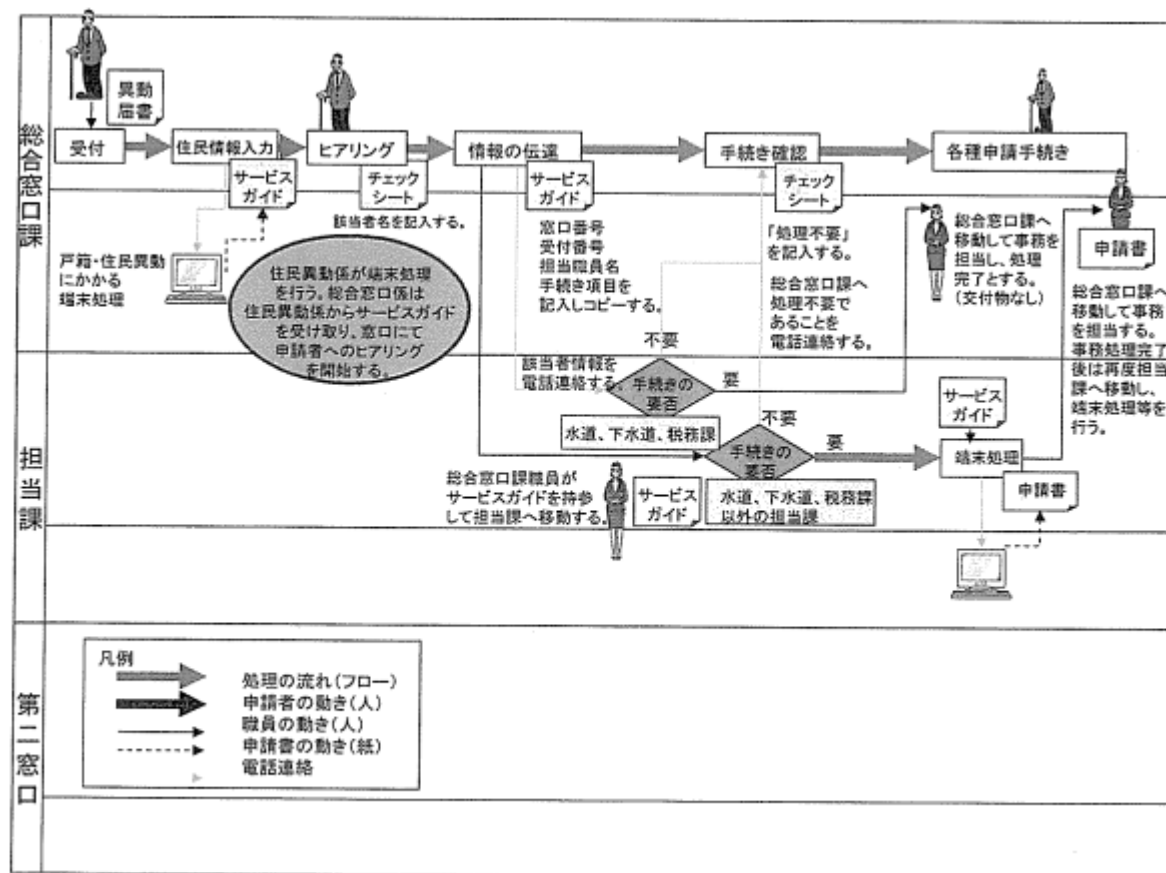 総合窓口課
異動
届書
受付
住民情報入力
ヒアリング
情報の伝達
手続き確認
各種申請手続き
サービス
ガイド
チェック
シート
サービス
ガイド
チェック
シート
該当者名を記入する。
戸籍・住民異動
にかかる
端末処理
住民異動係が端末処理
を行う。総合窓口係は
住民異動係からサービスガイド
を受け取り、窓口にて
申請者へのヒアリング
を開始する。
窓口番号
受付番号
担当職員名
手続き項目を
記入しコピーする。
「処理不要」
を記入する。
総合窓口課へ
処理不要で
あることを
電話連絡する。
総合窓口課へ
移動して事務を
担当し、処理
完了とする。
(交付物なし)
申請書
総合窓口課へ
移動して事務
を担当する。
事務処理完了
後は再度担当
課へ移動し、
端末処理等を
行う。
担当課
不要
該当者情報を
電話連絡する。
手続きの
要否
要
水道、下水道、税務課
不要
手続きの
要否
要
サービス
ガイド
端末処理
申請書
総合窓口課職員が
サービスガイドを持参
して担当課へ移動する。
サービス
ガイド
水道、下水道、税務課
以外の担当課
第二窓口
凡例
処理の流れ(フロー)
申請者の動き(人)
職員の動き(人)
申請書の動き(紙)
電話連絡